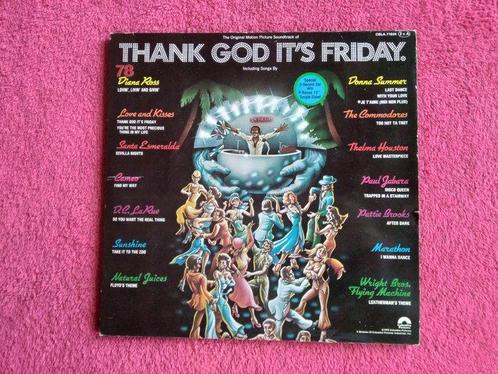 The Original Motion Picture Soundtrack of
THANK GOD IT'S FRIDAY.
Including Songs By
78
Diana Ross
LOVIN', LIVIN' AND GIVIN'
Love and Kisses
THANK GOD IT'S FRIDAY
YOU'RE THE MOST PRECIOUS
THING IN MY LIFE
Santa Esmeralda
SEVILLA NIGHTS
Cameo
FIND MY WAY
D.C. LaRue
DO YOU WANT THE REAL THING
Sunshine
TAKE IT TO THE ZOO
Natural Juices
FLOYD'S THEME
Special
Donna Summer
LAST DANCE
WITH YOUR LOVE
JE T'AIME (MOI NON PLUS)
The Commodores
TOO HOT TA TROT
Thelma Houston
LOVE MASTERPIECE
Paul Jabara
DISCO QUEEN
TRAPPED IN A STAIRWAY
Pattie Brooks
AFTER DARK
Marathon
I WANNA DANCE
Wright Bros.
Flying Machine
LEATHERMAN'S THEME